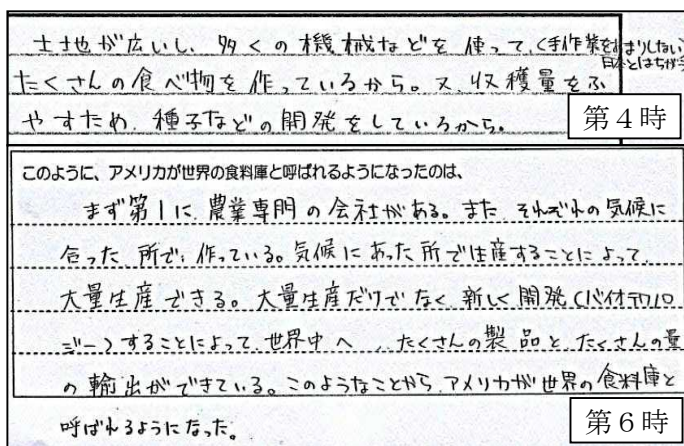 土地が広いし、多くの機械などを使って、(手作業をあまりしない)
日本とはちがう
たくさんの食べ物を作っているから。又、収穫量をふ
やすため、種子などの開発をしているから。
第4時
このように、アメリカが世界の食料庫と呼ばれるようになったのは、
まず第1に、農業専門の会社がある。また、それぞれの気候に
合った所で、作っている。気候にあった所で生産することによって、
大量生産できる。大量生産だけでなく、新しく開発(バイオテクノロ
ジー)することによって、世界中へ、たくさんの製品と、たくさんの量
の輸出ができている。このようなことから、アメリカが世界の食料庫と
呼ばれるようになった。
第6時